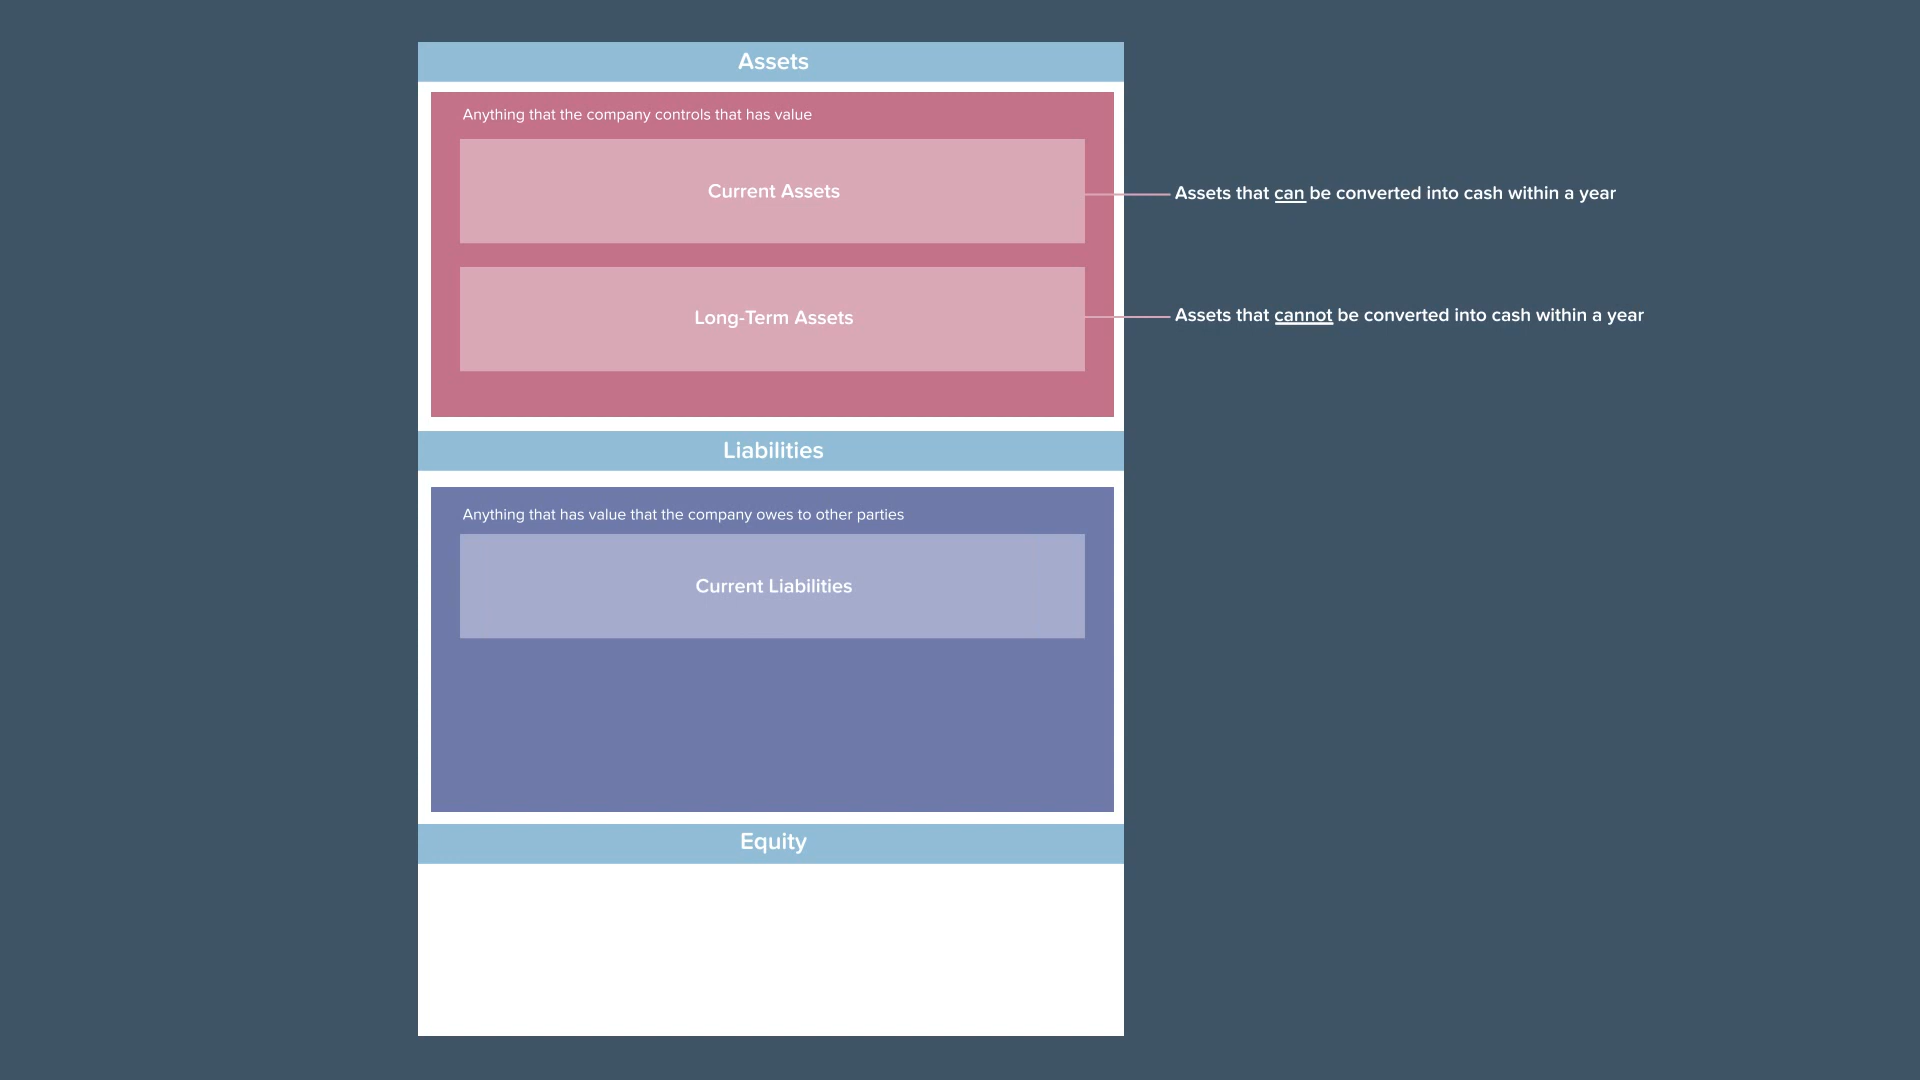 Assets
Anything that the company controls that has value
Current Assets
Assets that can be converted into cash within a year
Long-Term Assets
Assets that cannot be converted into cash within a year
Liabilities
Anything that has value that the company owes to other parties
Current Liabilities
Equity